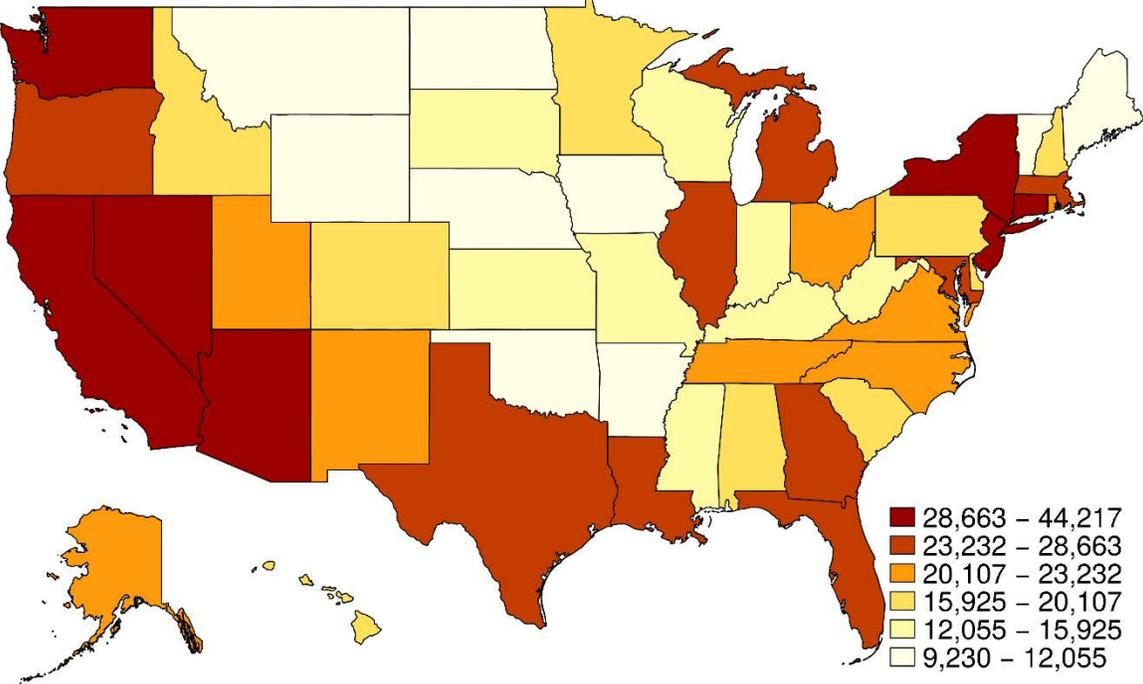 28,663 – 44,217
23,232 – 28,663
20,107 – 23,232
15,925 – 20,107
12,055 – 15,925
9,230 – 12,055